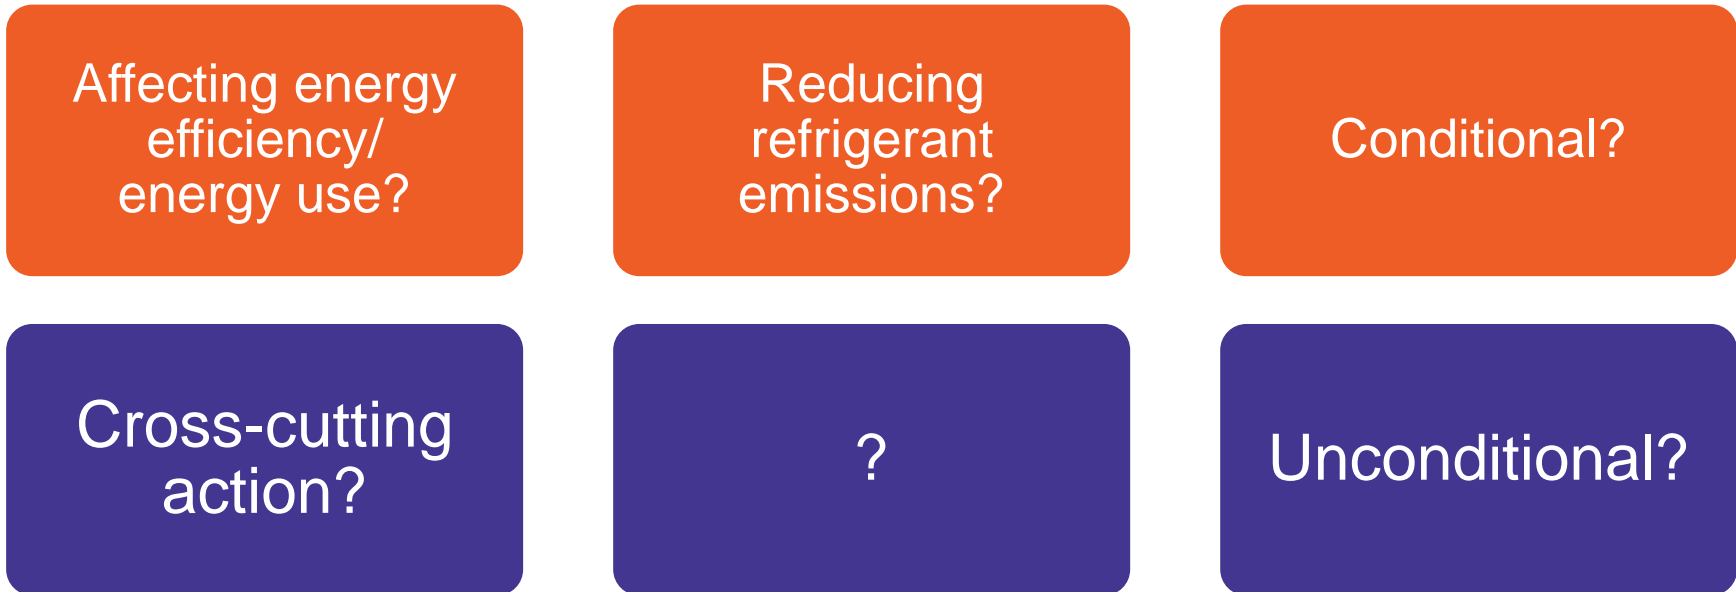 Affecting energy
efficiency/
energy use?
Reducing
refrigerant
emissions?
Conditional?
Cross-cutting
action?
?
Unconditional?